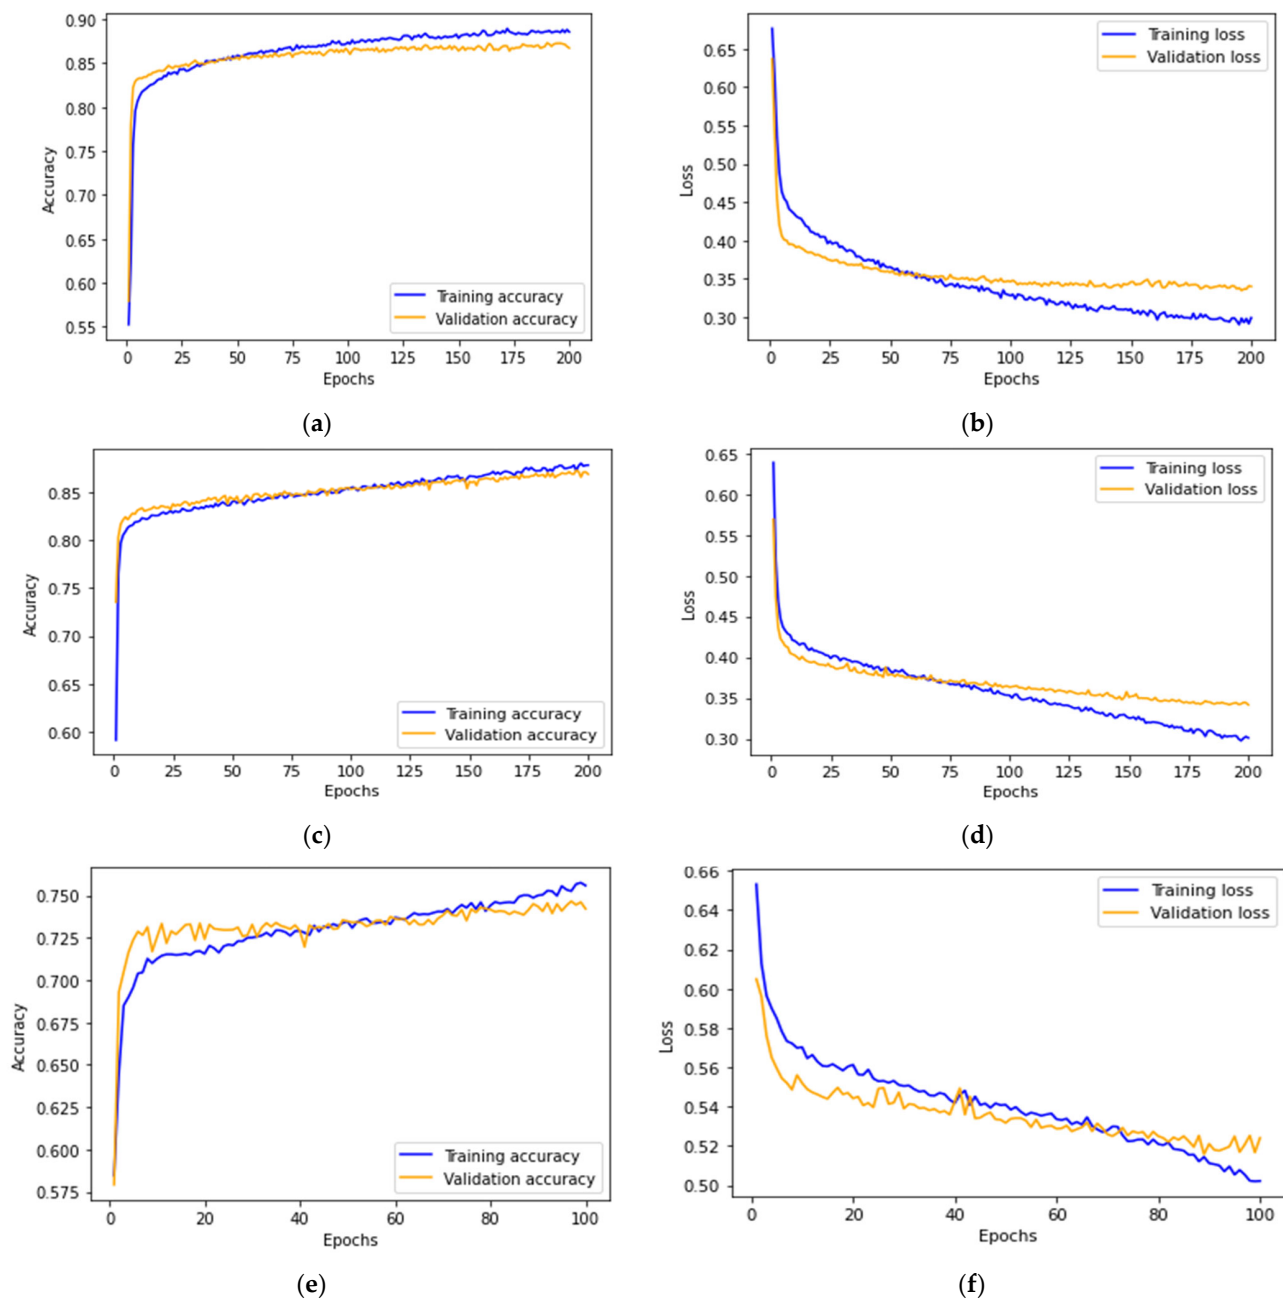 0.90
0.85
0.80
0.75
0.70
0.65
0.60
0.55
Accuracy
Training accuracy
Validation accuracy
0 25 50 75 100 125 150 175 200
Epochs
(a)
0.65
0.60
0.55
0.50
0.45
0.40
0.35
0.30
Loss
Training loss
Validation loss
0 25 50 75 100 125 150 175 200
Epochs
(b)
0.85
0.80
0.75
0.70
0.65
0.60
Accuracy
Training accuracy
Validation accuracy
0 25 50 75 100 125 150 175 200
Epochs
(c)
0.65
0.60
0.55
0.50
0.45
0.40
0.35
0.30
Loss
Training loss
Validation loss
0 25 50 75 100 125 150 175 200
Epochs
(d)
0.750
0.725
0.700
0.675
0.650
0.625
0.600
0.575
Accuracy
Training accuracy
Validation accuracy
0 20 40 60 80 100
Epochs
(e)
0.66
0.64
0.62
0.60
0.58
0.56
0.54
0.52
0.50
Loss
Training loss
Validation loss
0 20 40 60 80 100
Epochs
(f)